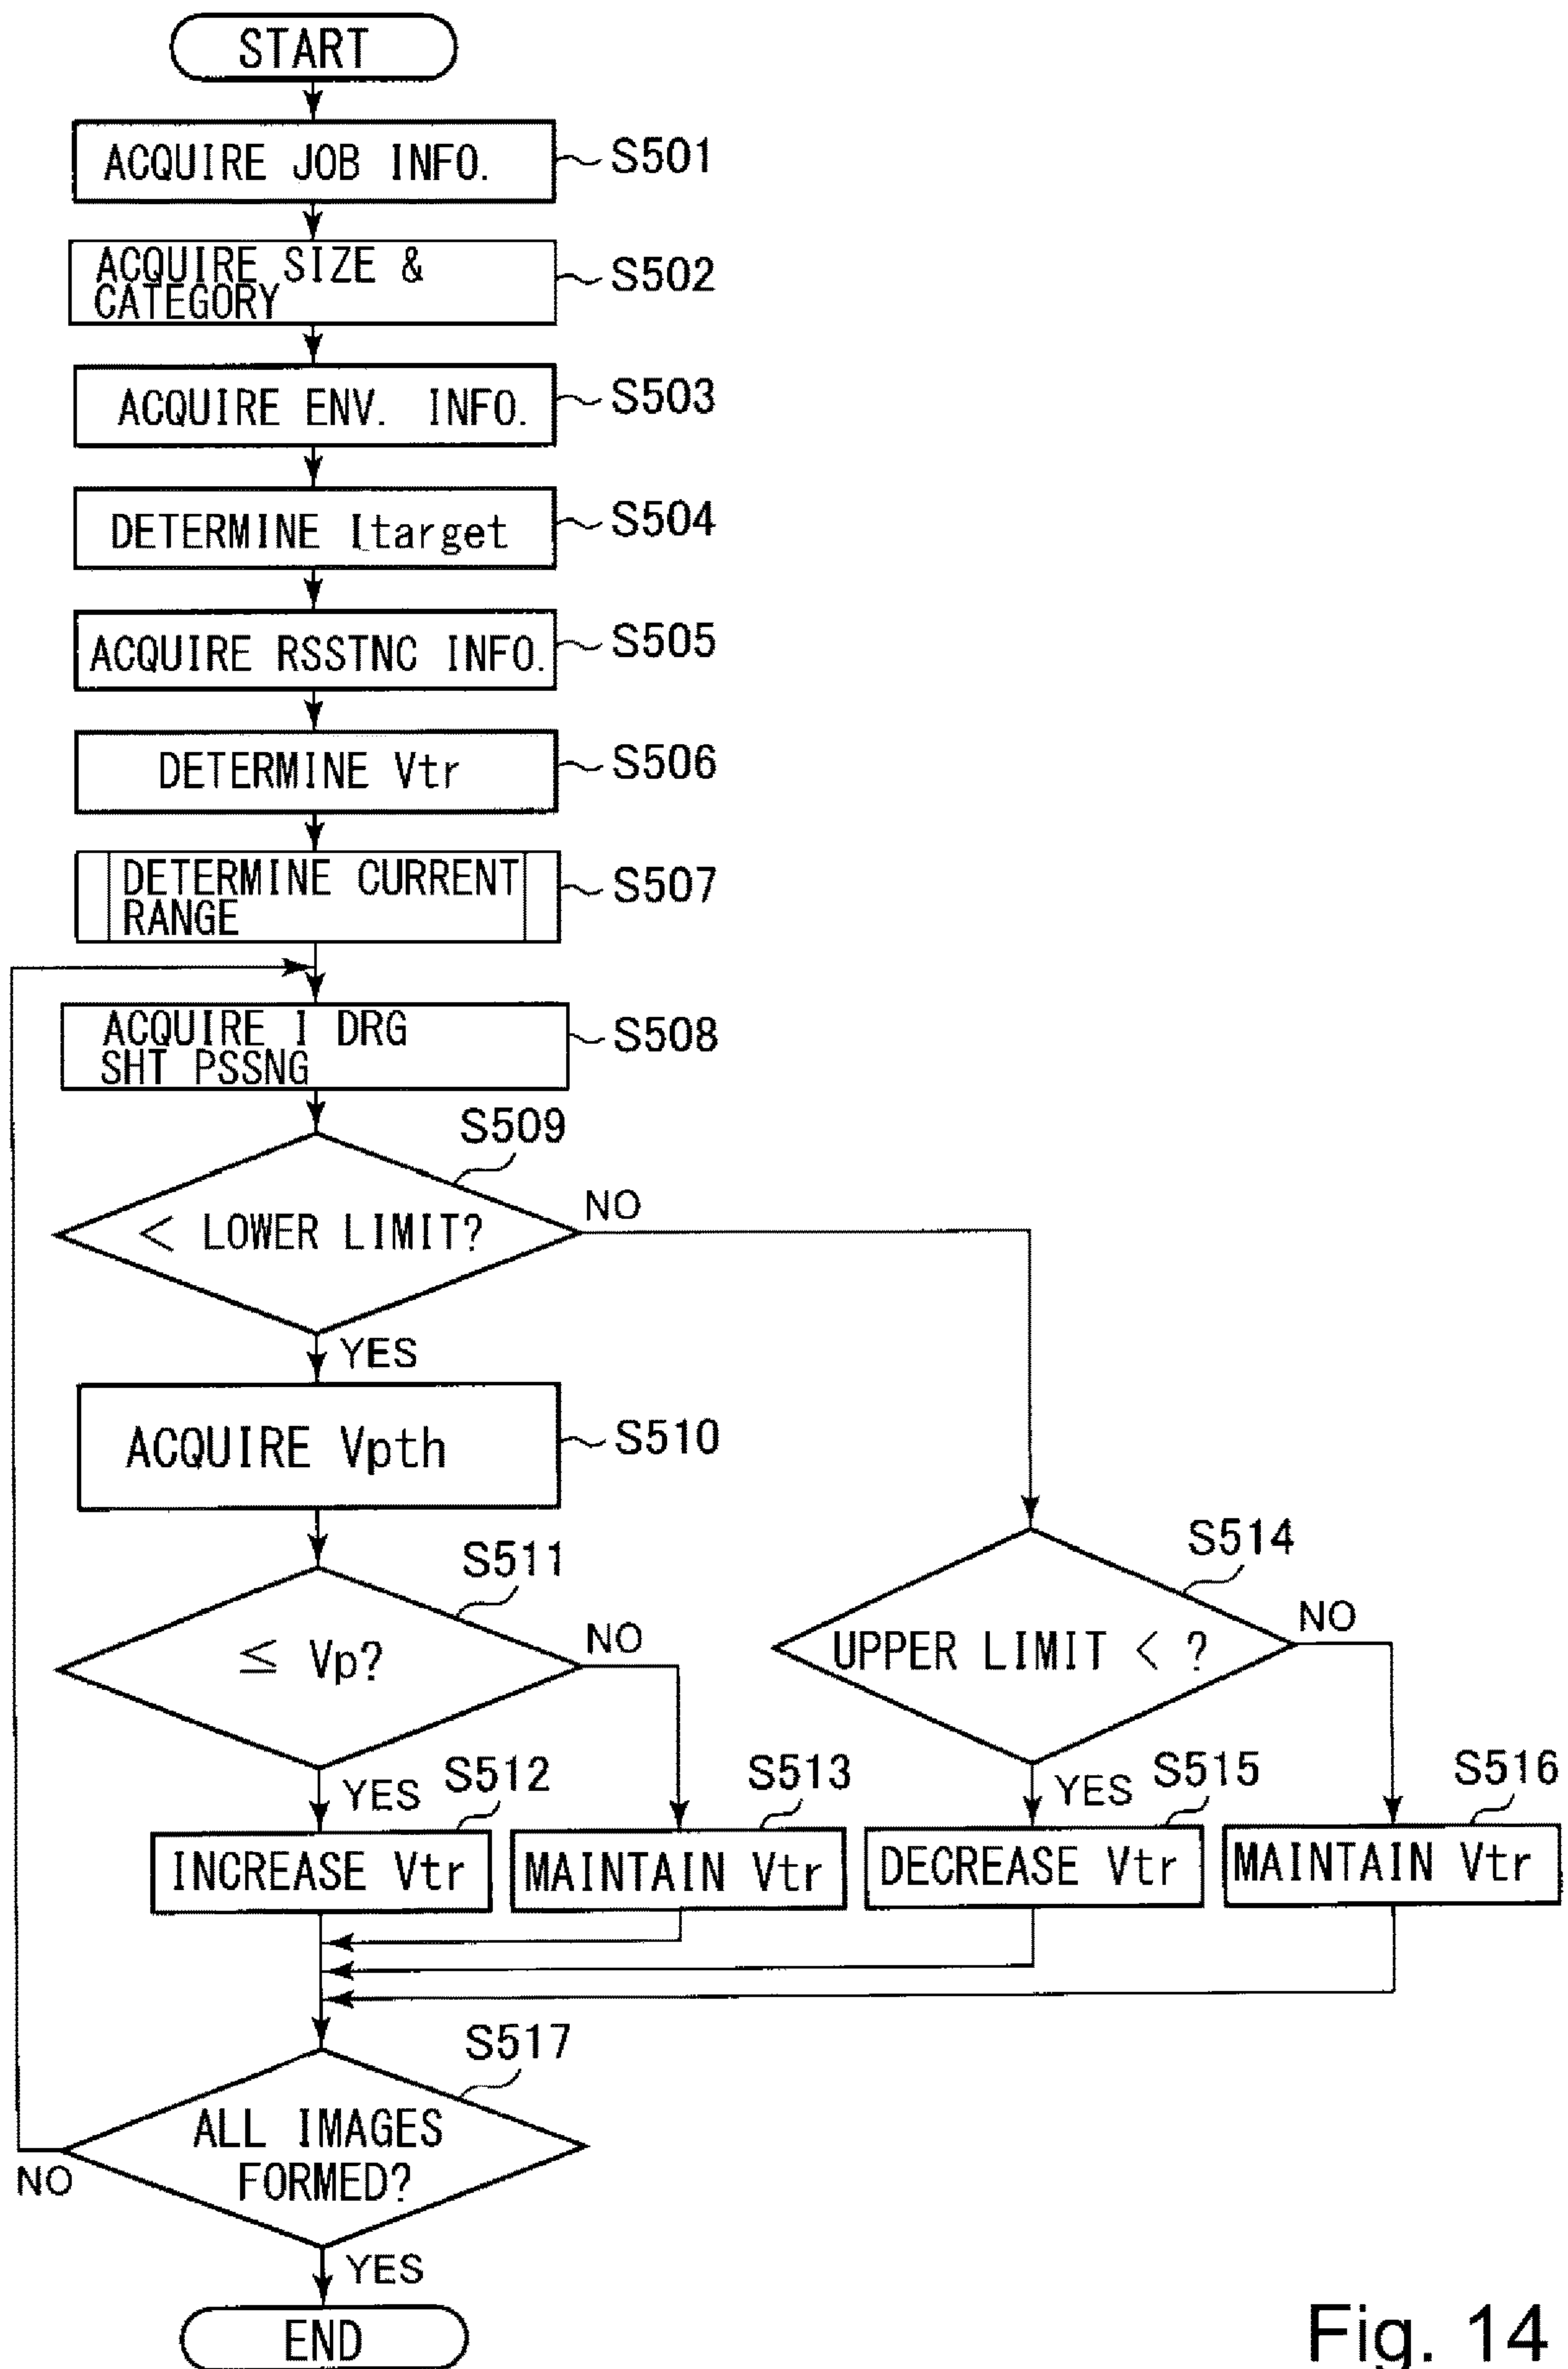 START
ACQUIRE JOB INFO.
S501
ACQUIRE SIZE &
CATEGORY
S502
ACQUIRE ENV. INFO.
S503
DETERMINE Itarget
S504
ACQUIRE RSSTNC INFO.
S505
DETERMINE Vtr
S506
DETERMINE CURRENT
RANGE
S507
ACQUIRE I DRG
SHT PSSNG
S508
S509
< LOWER LIMIT?
NO
YES
ACQUIRE Vpth
S510
S511
≤ Vp?
NO
YES
S514
UPPER LIMIT < ?
NO
YES
S512
INCREASE Vtr
S513
MAINTAIN Vtr
S515
DECREASE Vtr
S516
MAINTAIN Vtr
S517
ALL IMAGES
FORMED?
NO
YES
END
Fig. 14